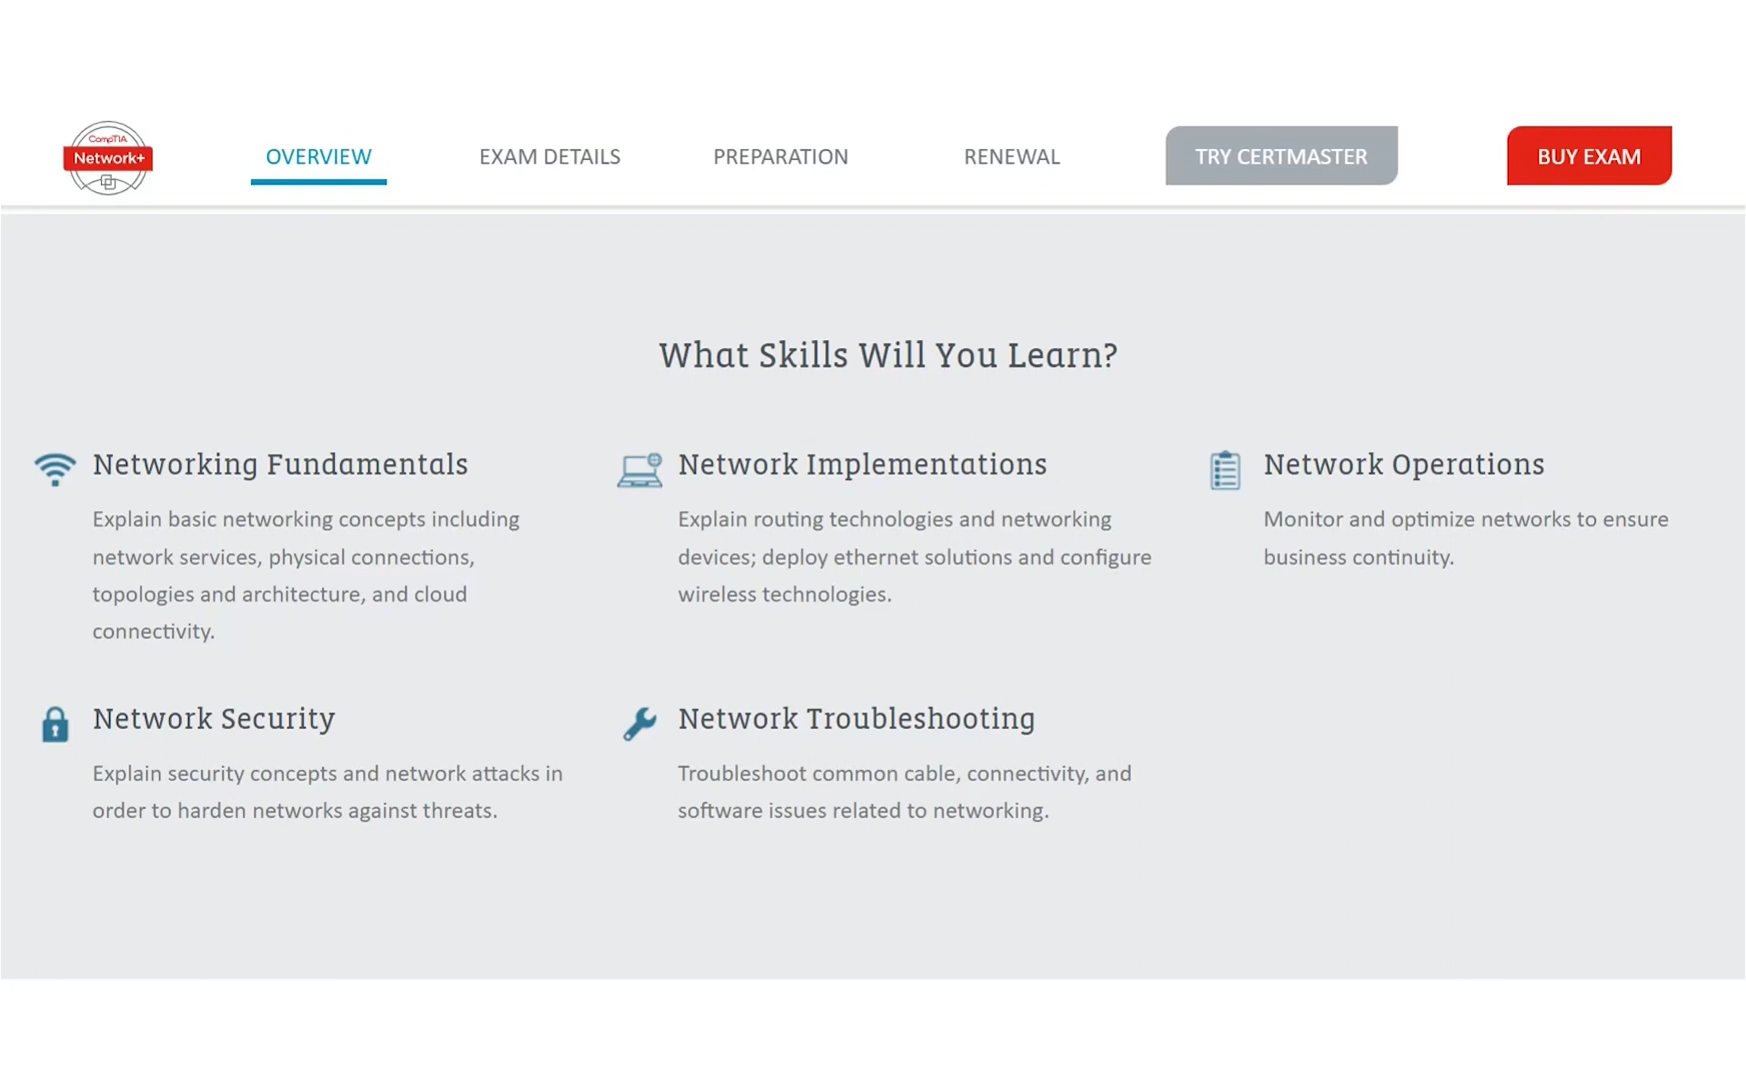 CompTIA
Network+
OVERVIEW
EXAM DETAILS
PREPARATION
RENEWAL
TRY CERTMASTER
BUY EXAM
What Skills Will You Learn?
Networking Fundamentals
Explain basic networking concepts including
network services, physical connections,
topologies and architecture, and cloud
connectivity.
Network Implementations
Explain routing technologies and networking
devices; deploy ethernet solutions and configure
wireless technologies.
Network Operations
Monitor and optimize networks to ensure
business continuity.
Network Security
Explain security concepts and network attacks in
order to harden networks against threats.
Network Troubleshooting
Troubleshoot common cable, connectivity, and
software issues related to networking.